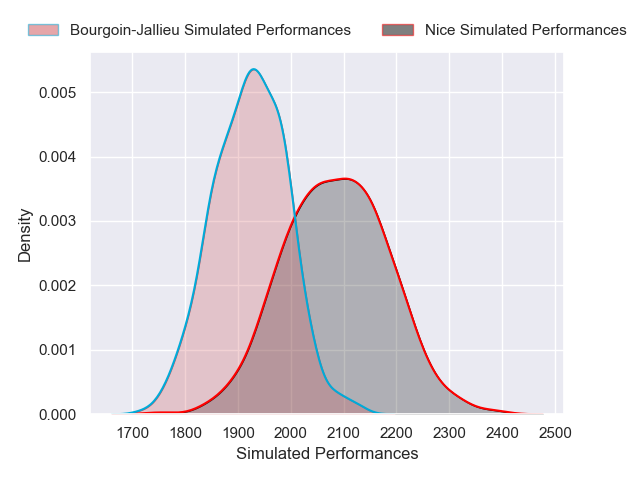 Bourgoin-Jallieu Simulated Performances Nice Simulated Performances
0.005
0.004
0.003
0.002
0.001
0.000
Density
1700 1800 1900 2000 2100 2200 2300 2400 2500
Simulated Performances